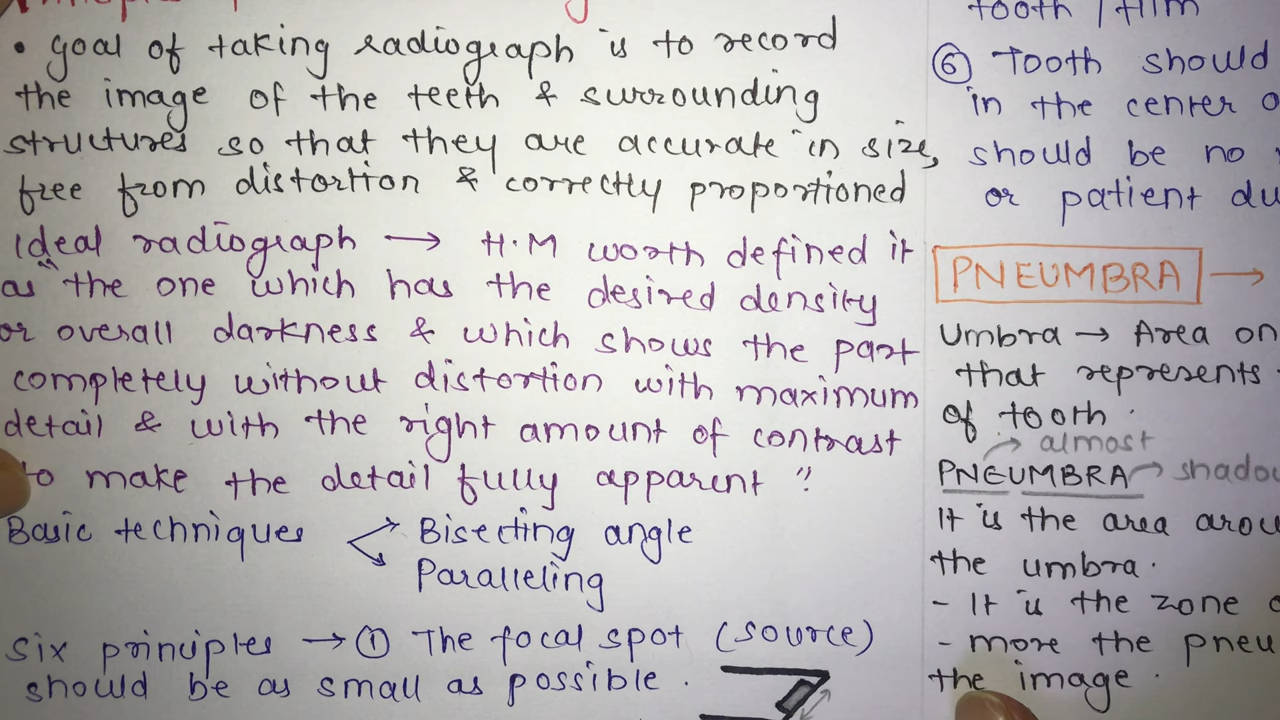 • goal of taking radiograph is to record
the image of the teeth & surrounding
structures so that they are accurate in size,
free from distortion & correctly proportioned
Ideal radiograph → H.M worth defined it
as "the one which has the desired density
or overall darkness & which shows the part
completely without distortion with maximum
detail & with the right amount of contrast
to make the detail fully apparent "
Basic techniques < Bisecting angle
Paralleling
Six principles → ① The focal spot (source)
should be as small as possible.
tooth / film
⑥ Tooth should
in the center
should be no
or patient
PNEUMBRA →
Umbra → Area on
that represents
of tooth.
→ almost
PNEUMBRA → 
It is the area
the umbra.
- It is the zone
- more the
the image.